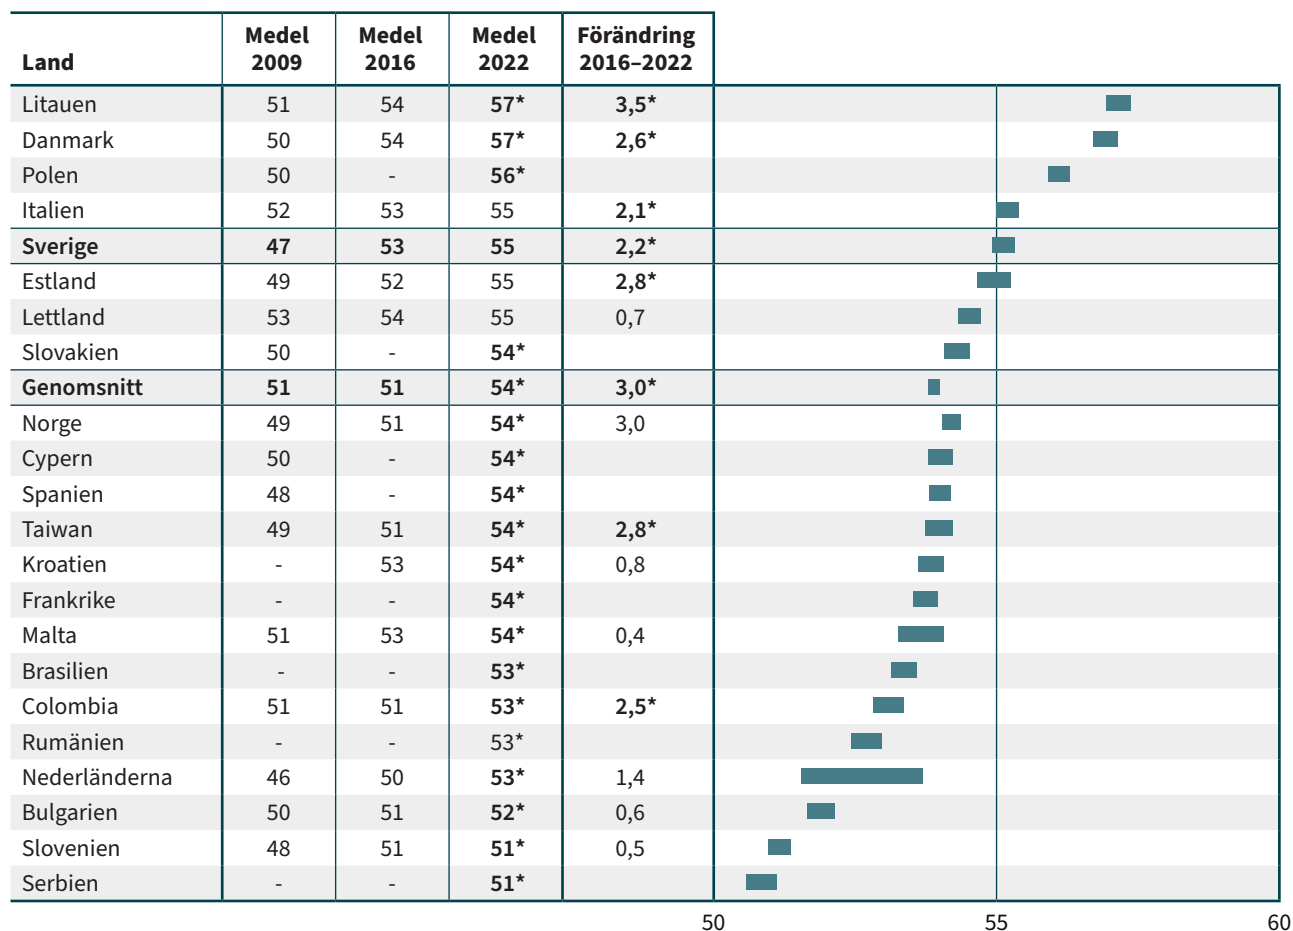 Land Medel 2009 Medel 2016 Medel 2022 Förändring 2016–2022
Litauen 51 54 57* 3,5*
Danmark 50 54 57* 2,6*
Polen 50 - 56*
Italien 52 53 55 2,1*
Sverige 47 53 55 2,2*
Estland 49 52 55 2,8*
Lettland 53 54 55 0,7
Slovakien 50 - 54*
Genomsnitt 51 51 54* 3,0*
Norge 49 51 54* 3,0
Cypern 50 - 54*
Spanien 48 - 54*
Taiwan 49 51 54* 2,8*
Kroatien - 53 54* 0,8
Frankrike - - 54*
Malta 51 53 54* 0,4
Brasilien - - 53*
Colombia 51 51 53* 2,5*
Rumänien - - 53*
Nederländerna 46 50 53* 1,4
Bulgarien 50 51 52* 0,6
Slovenien 48 51 51* 0,5
Serbien - - 51*
50 55 60